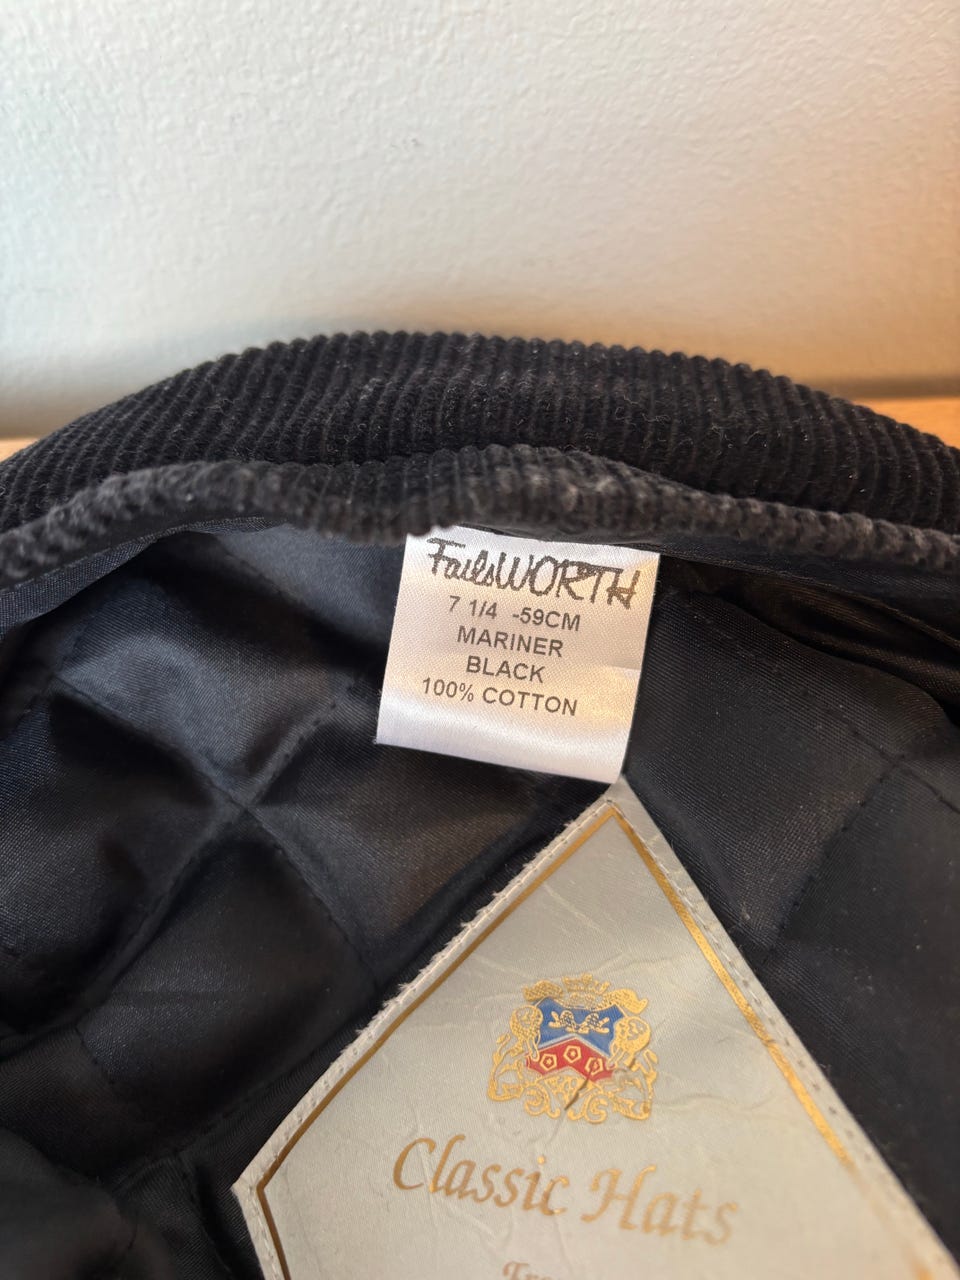 FailsWORTH
7 1/4 -59CM
MARINER
BLACK
100% COTTON
Classic Hats